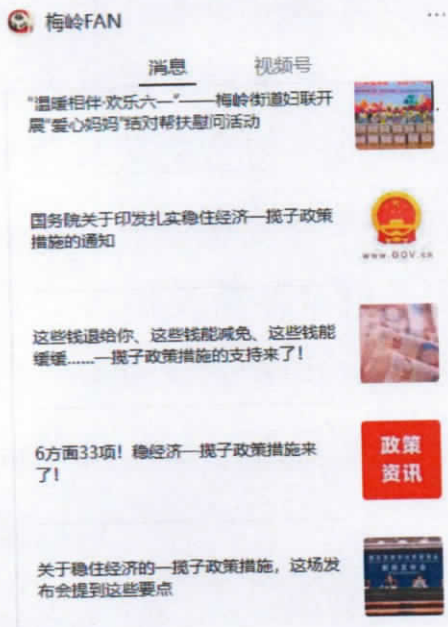 梅岭FAN
消息 视频号
“温暖相伴·欢乐六一”——梅岭街道妇联开
展“爱心妈妈”结对帮扶慰问活动
国务院关于印发扎实稳住经济一揽子政策
措施的通知
www.GOV.cn
这些钱退给你、这些钱能减免、这些钱能
缓缓......一揽子政策措施的支持来了!
6方面33项！稳经济一揽子政策措施来
了!
政策
资讯
关于稳住经济的一揽子政策措施，这场发
布会提到这些要点